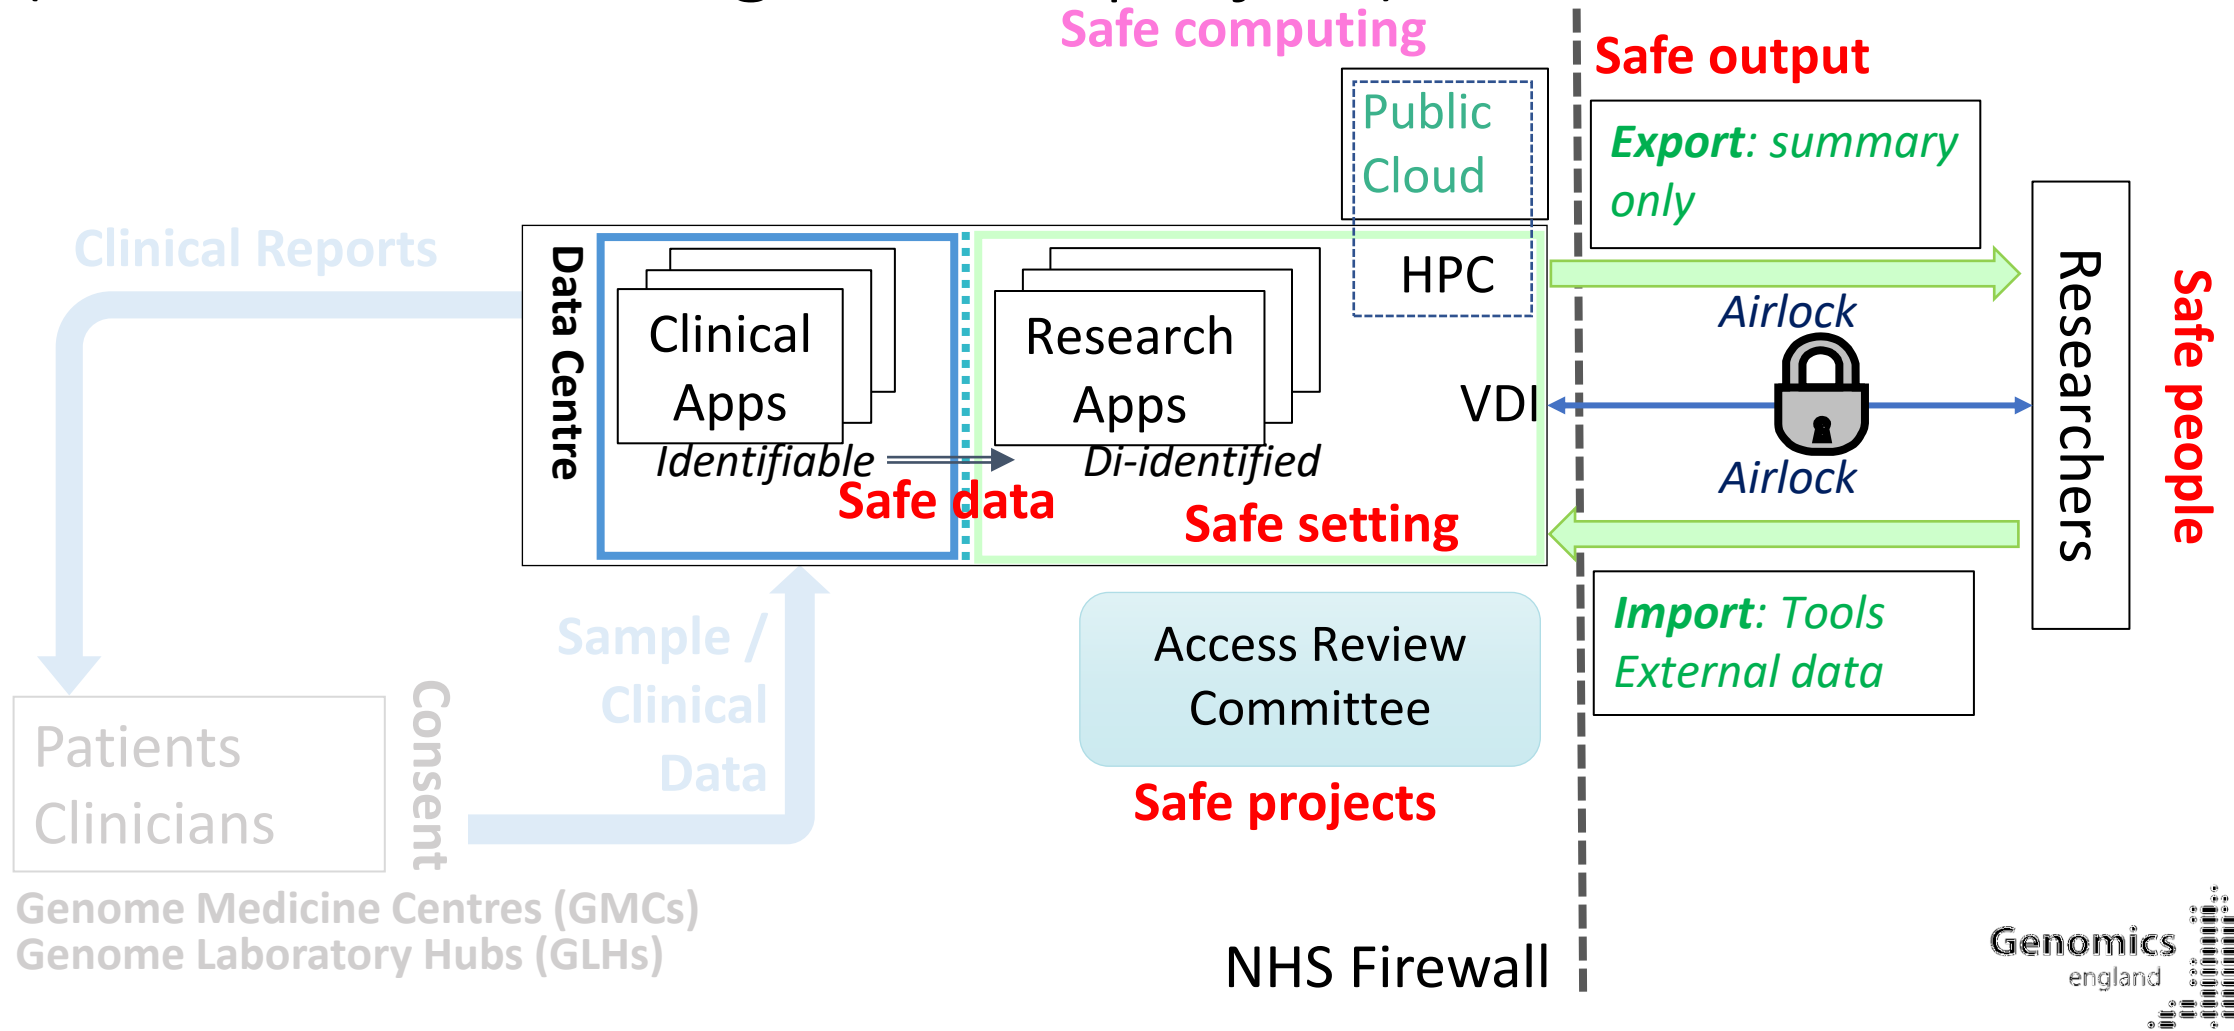 Safe computing
Safe output
Public
Cloud
Export: summary
only
Clinical Reports
Data Centre
Clinical
Apps
Identifiable
Research
Apps
Di-identified
HPC
VDI
Safe data
Safe setting
Airlock
Airlock
Researchers
Safe people
Import: Tools
External data
Access Review
Committee
Safe projects
Sample /
Clinical
Data
Patients
Clinicians
Consent
Genome Medicine Centres (GMCs)
Genome Laboratory Hubs (GLHs)
NHS Firewall
Genomics
england